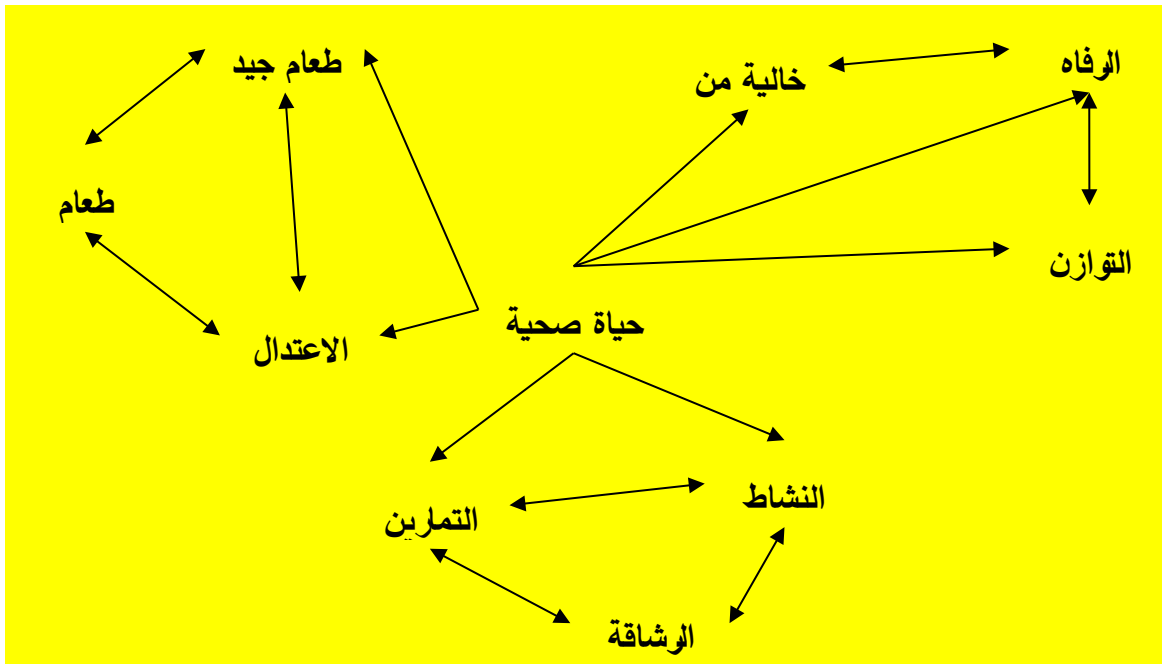 الرفاه
خالية من
طعام جيد
طعام
التوازن
حياة صحية
الاعتدال
النشاط
التمارين
الرشاقة